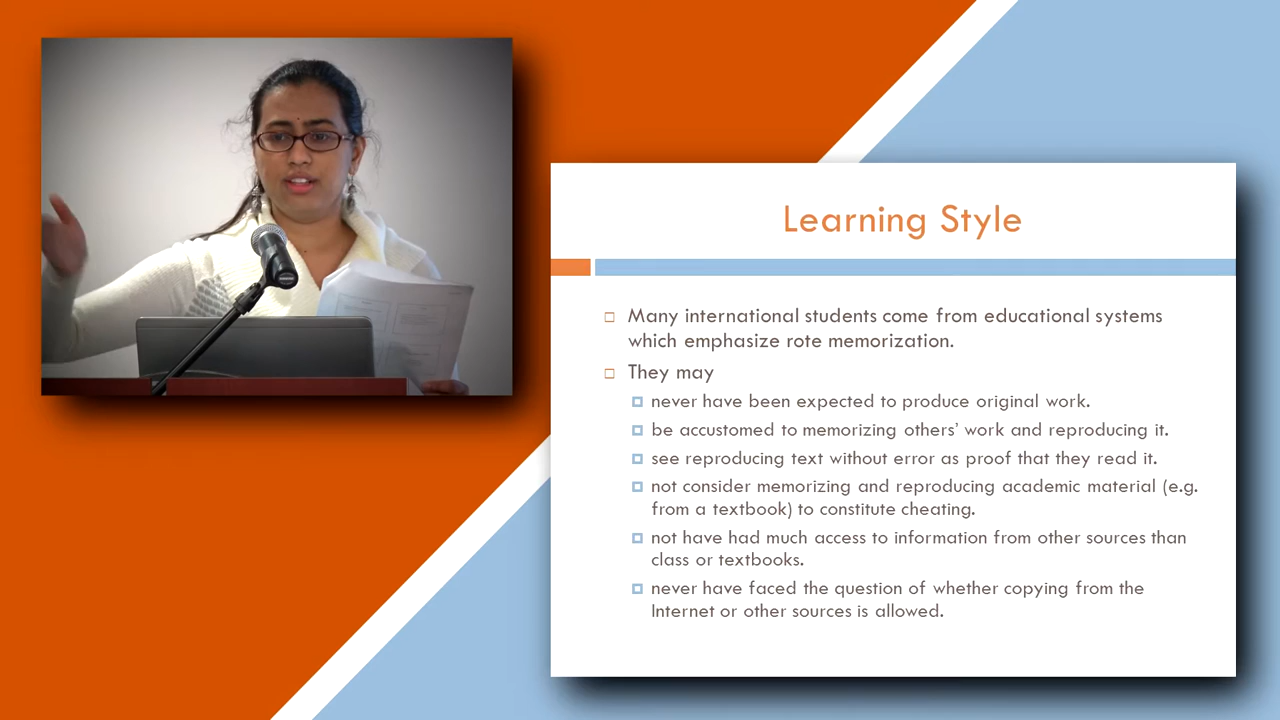 Learning Style
Many international students come from educational systems
which emphasize rote memorization.
They may
never have been expected to produce original work.
be accustomed to memorizing others' work and reproducing it.
see reproducing text without error as proof that they read it.
not consider memorizing and reproducing academic material (e.g.
from a textbook) to constitute cheating.
not have had much access to information from other sources than
class or textbooks.
never have faced the question of whether copying from the
Internet or other sources is allowed.